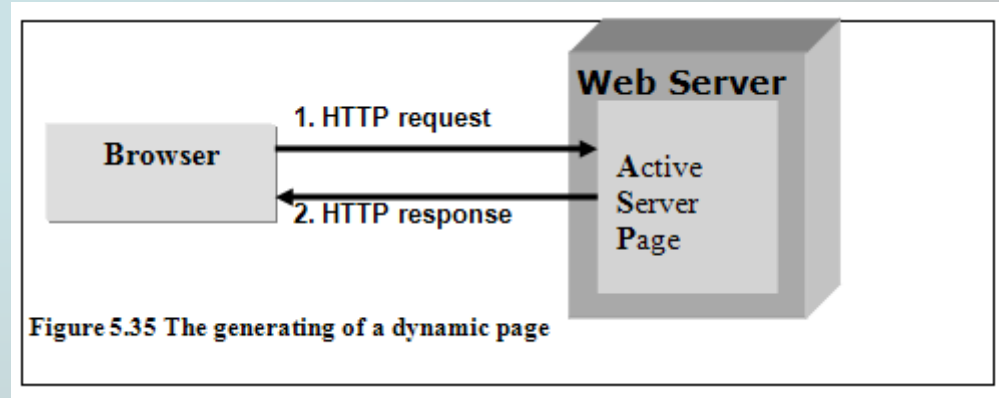 Web Server
1. HTTP request
Browser
Active
Server
Page
2. HTTP response
Figure 5.35 The generating of a dynamic page